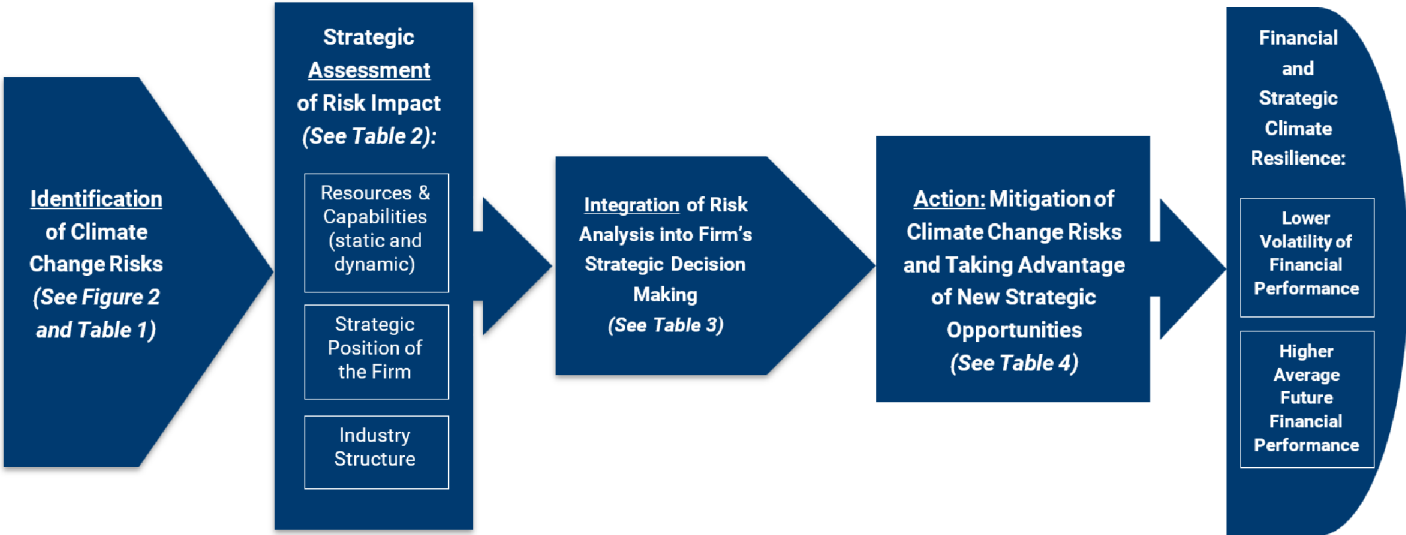 Identification
of Climate
Change Risks
(See Figure 2
and Table 1)
Strategic
Assessment
of Risk Impact
(See Table 2):
Resources &
Capabilities
(static and
dynamic)
Strategic
Position of
the Firm
Industry
Structure
Integration of Risk
Analysis into Firm's
Strategic Decision
Making
(See Table 3)
Action: Mitigation of
Climate Change Risks
and Taking Advantage
of New Strategic
Opportunities
(See Table 4)
Financial
and
Strategic
Climate
Resilience:
Lower
Volatility of
Financial
Performance
Higher
Average
Future
Financial
Performance